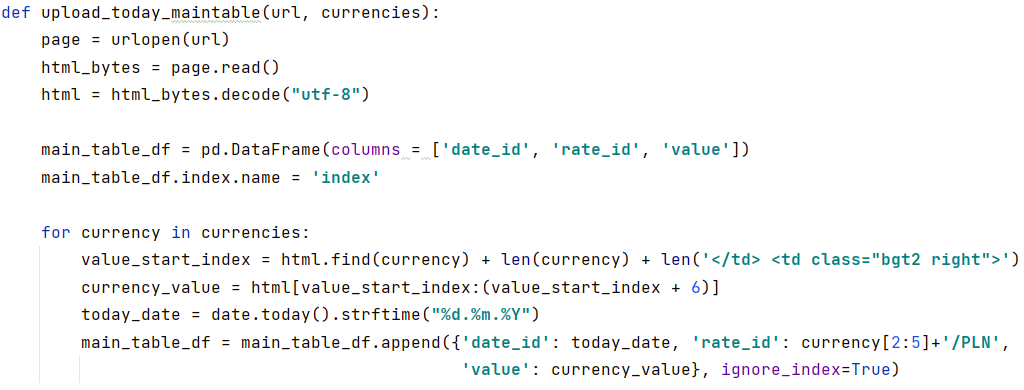 def upload_today_maintable(url, currencies):
    page = urlopen(url)
    html_bytes = page.read()
    html = html_bytes.decode("utf-8")

    main_table_df = pd.DataFrame(columns = ['date_id', 'rate_id', 'value'])
    main_table_df.index.name = 'index'

    for currency in currencies:
        value_start_index = html.find(currency) + len(currency) + len('</td> <td class="bgt2 right">')
        currency_value = html[value_start_index:(value_start_index + 6)]
        today_date = date.today().strftime("%d.%m.%Y")
        main_table_df = main_table_df.append({'date_id': today_date, 'rate_id': currency[2:5]+'/PLN',
                                              'value': currency_value}, ignore_index=True)